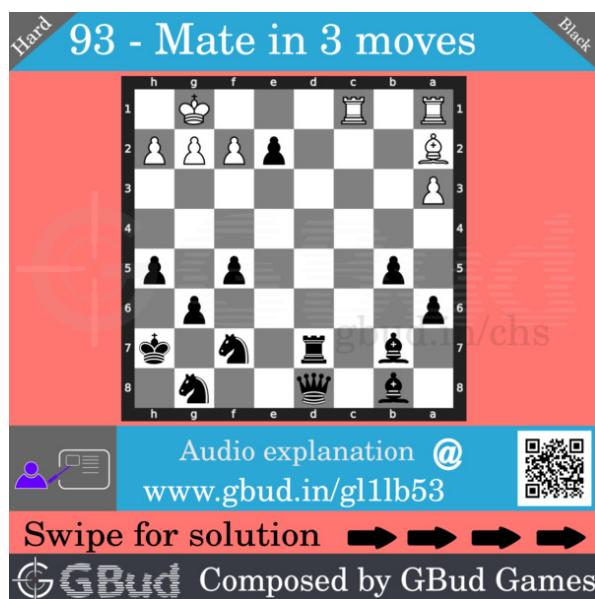 Hard
93 - Mate in 3 moves
Black
h g f e d c b a
1 1
2 2
3 3
4 4
5 5
6 6
gbud.in/chs
7 7
8 8
h g f e d c b a
Audio explanation @
www.gbud.in/gl1lb53
Swipe for solution
GBud Composed by GBud Games